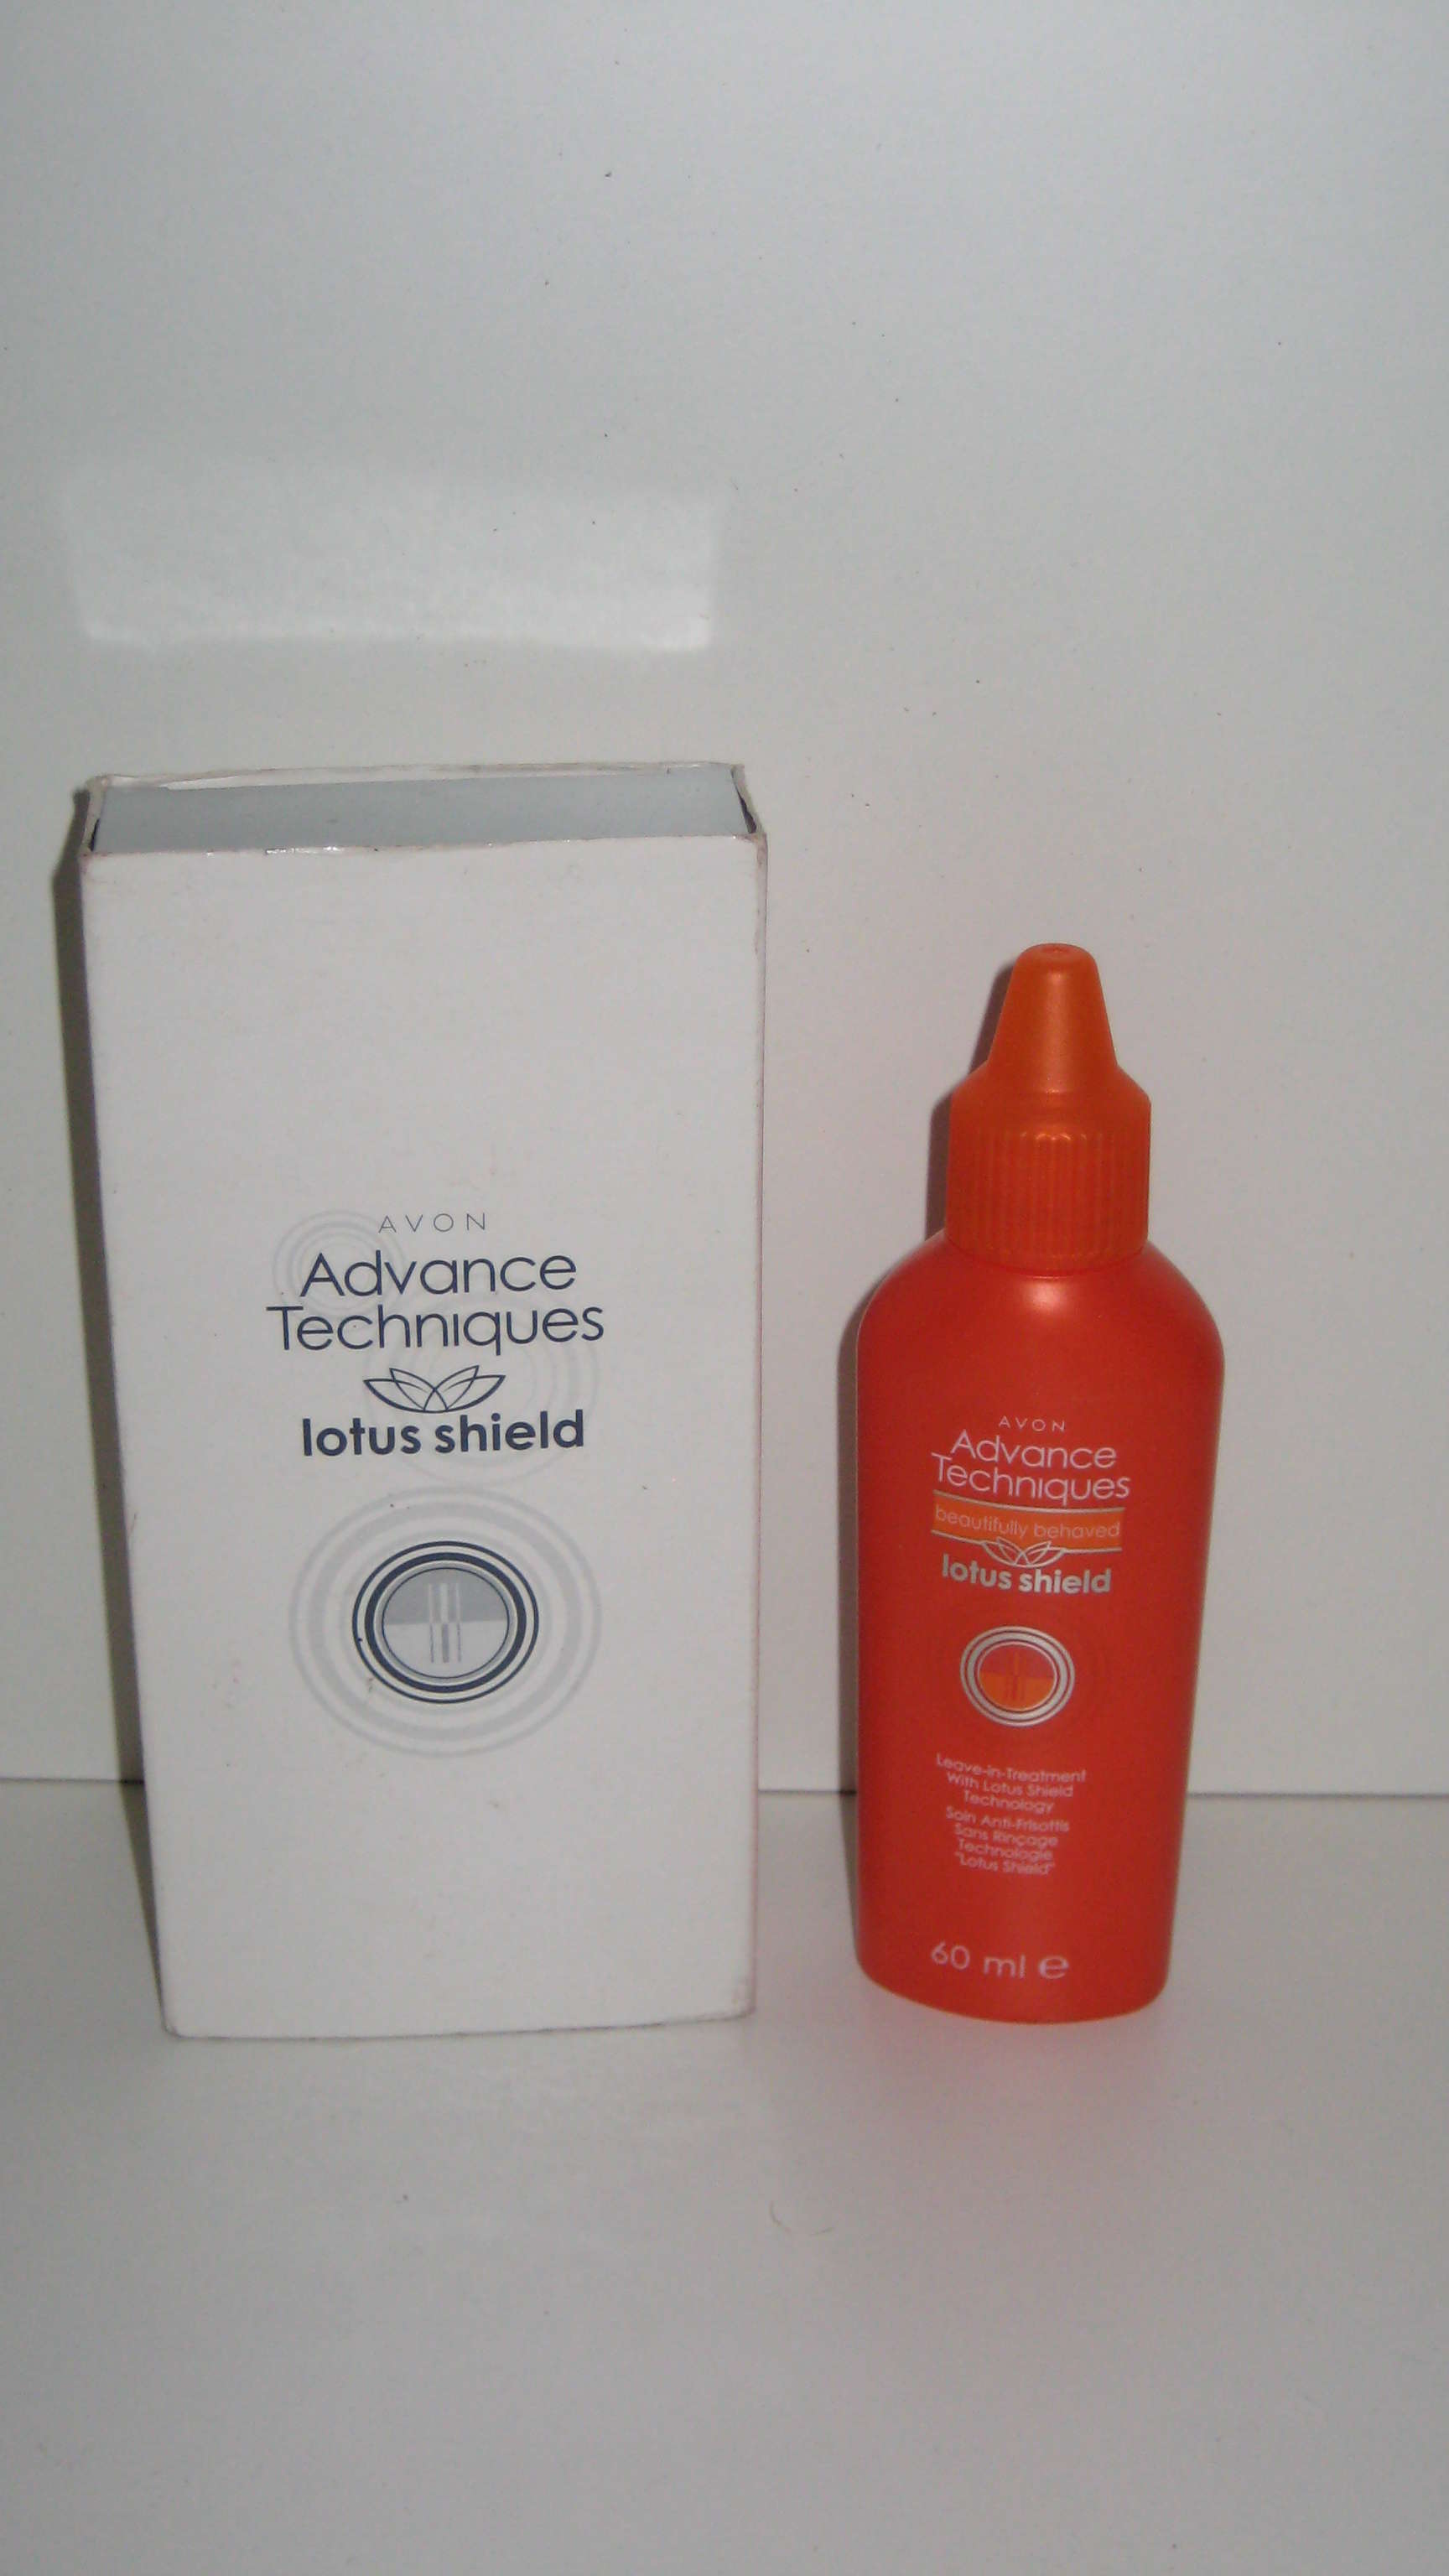 AVON
Advance
Techniques
lotus shield
AVON
Advance
Techniques
beautifully behaved
lotus shield
Leave-in-Treatment
With Lotus Shield
Technology
Soin Anti-Frisottis
Sans Rinçage
Technologie
"Lotus Shield"
60 ml e